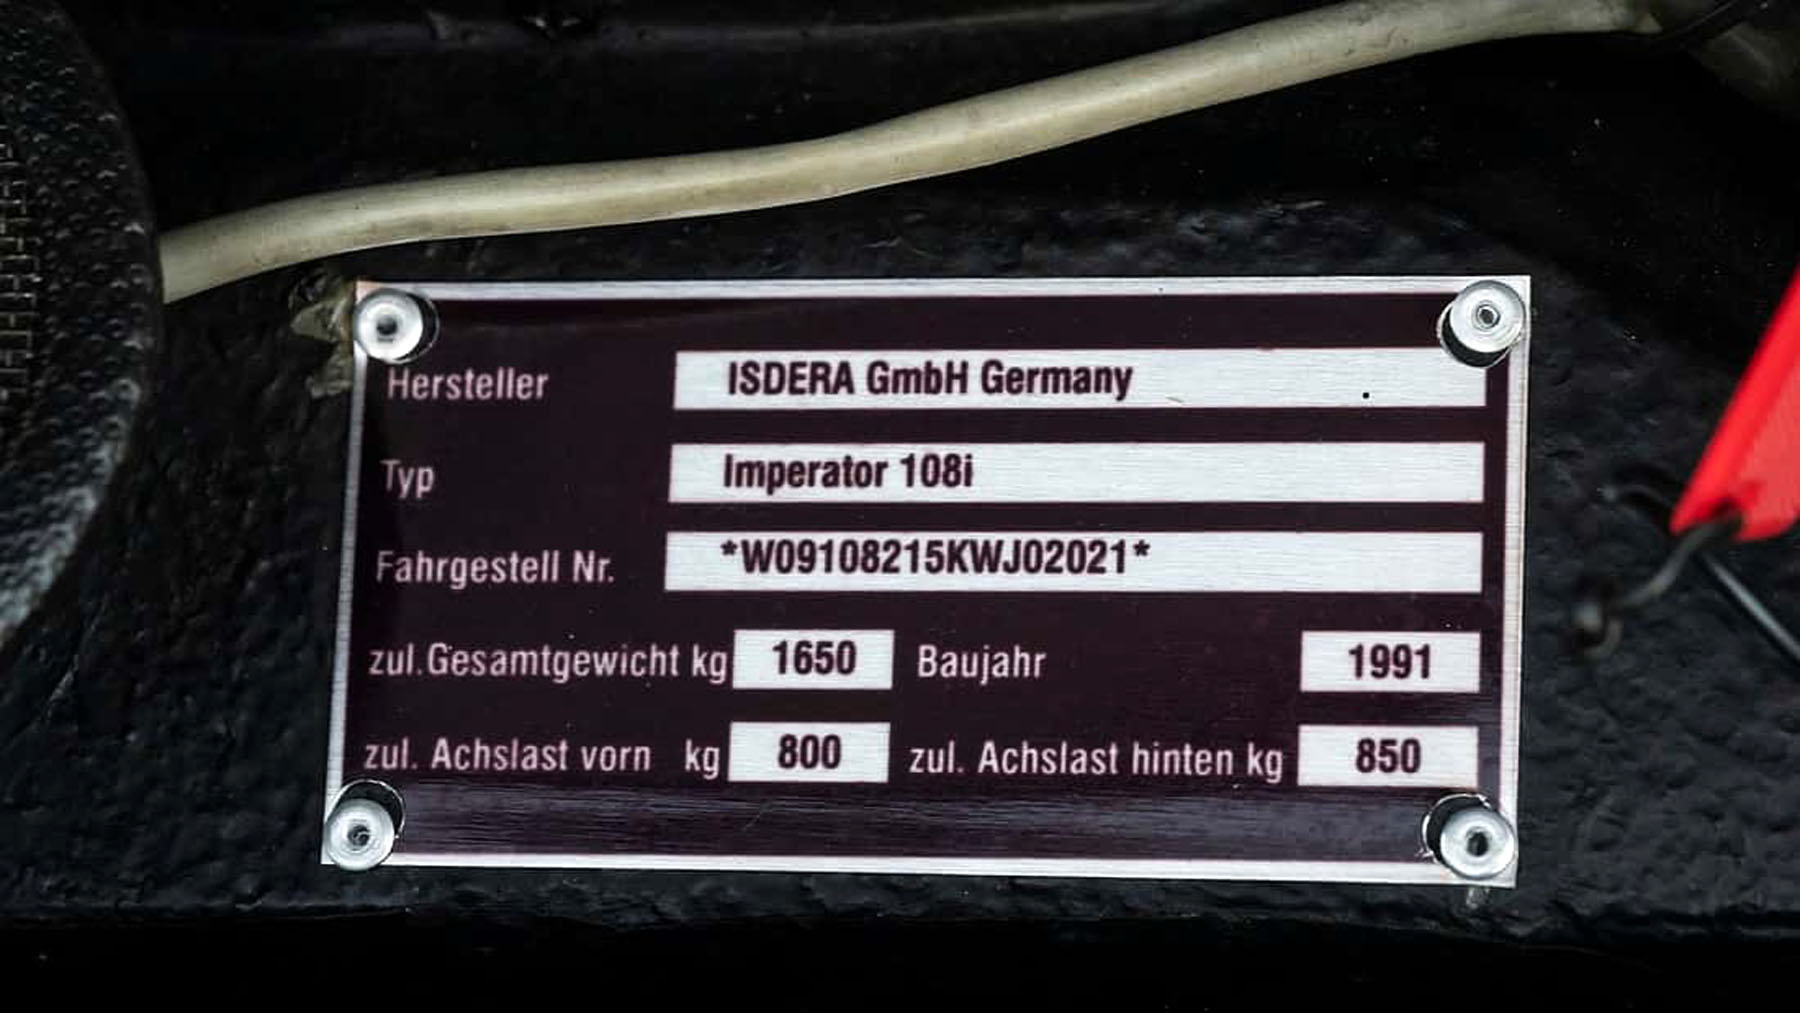 Hersteller ISDERA GmbH Germany
Typ Imperator 108i
Fahrgestell Nr. *W09108215KWJ02021*
zul.Gesamtgewicht kg 1650 Baujahr 1991
zul. Achslast vorn kg 800 zul. Achslast hinten kg 850